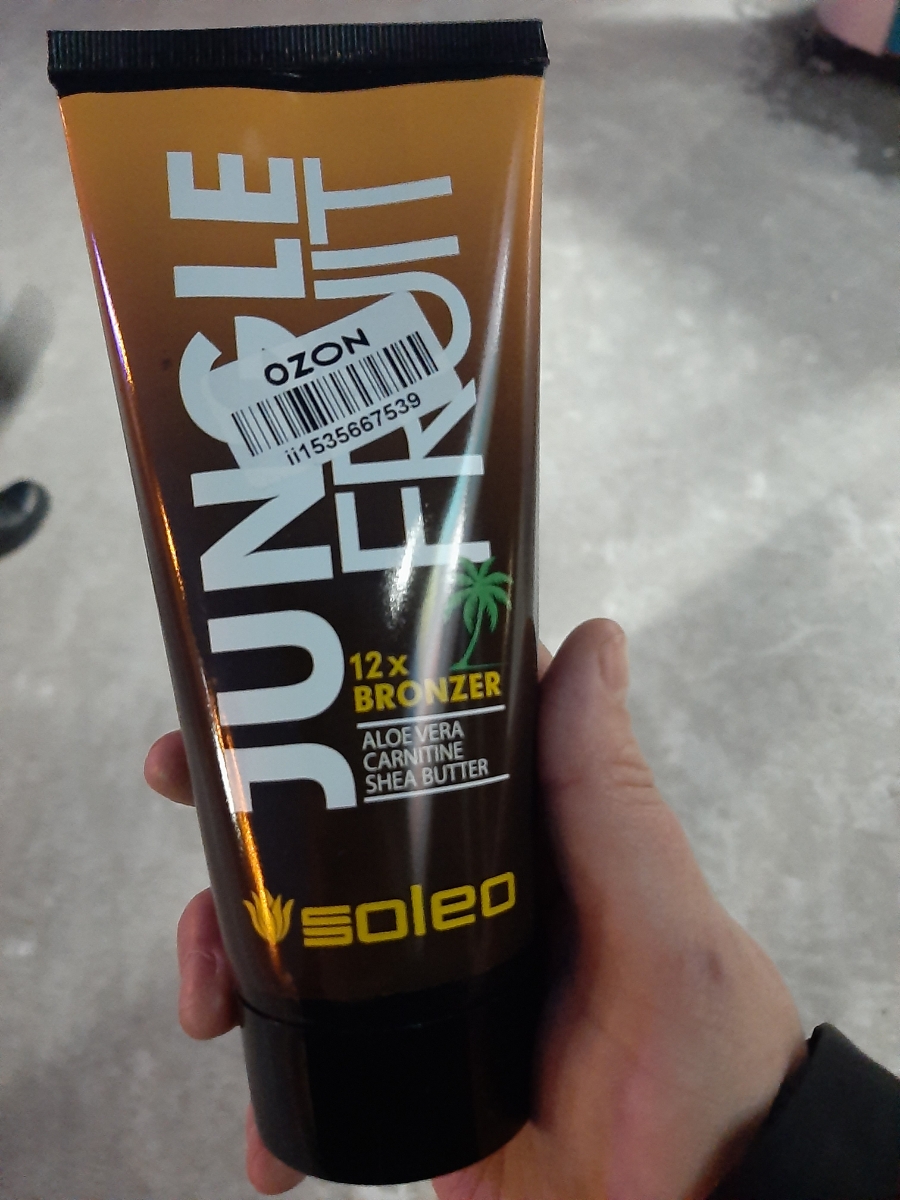 JUNGLE
FRUIT
OZON
ii1535667539
12x
BRONZER
ALOE VERA
CARNITINE
SHEA BUTTER
soleo